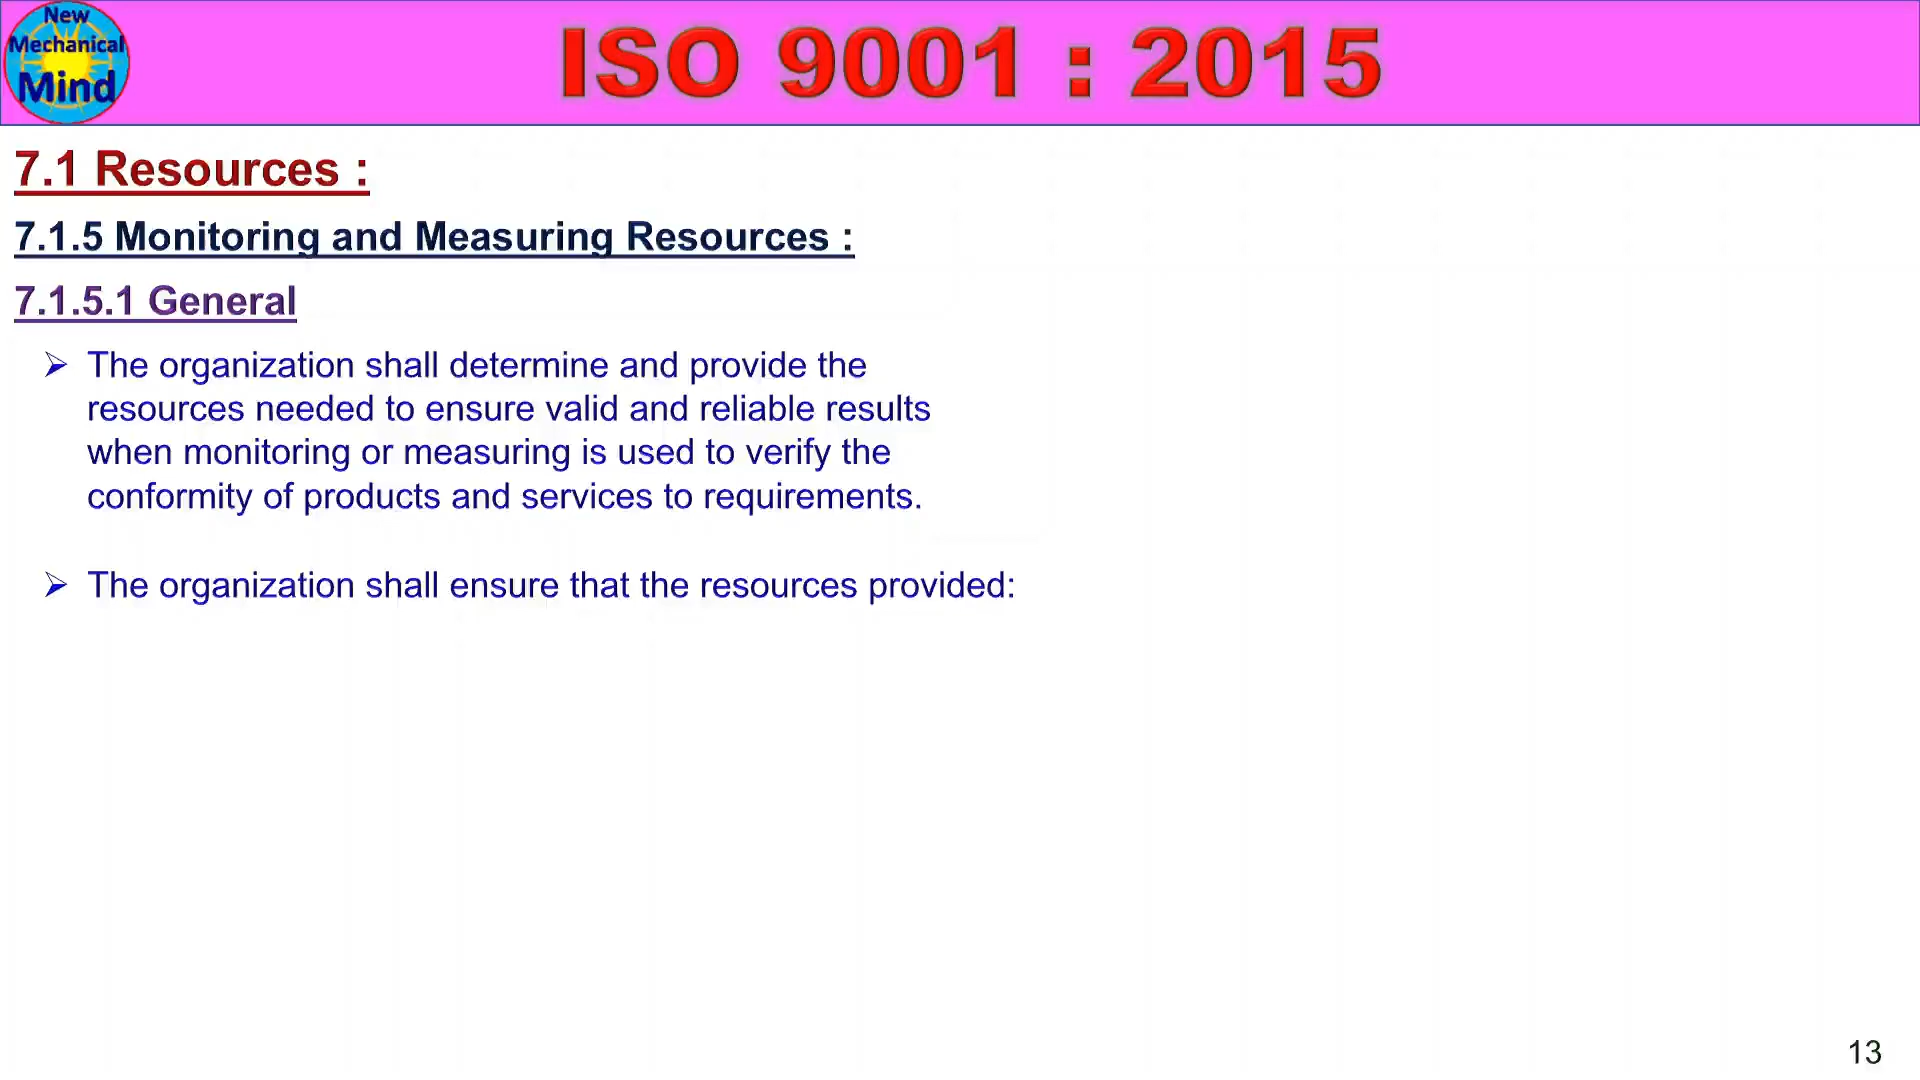 New
Mechanical
Mind
ISO 9001 : 2015
7.1 Resources :
7.1.5 Monitoring and Measuring Resources :
7.1.5.1 General
➢ The organization shall determine and provide the
resources needed to ensure valid and reliable results
when monitoring or measuring is used to verify the
conformity of products and services to requirements.
➢ The organization shall ensure that the resources provided:
13